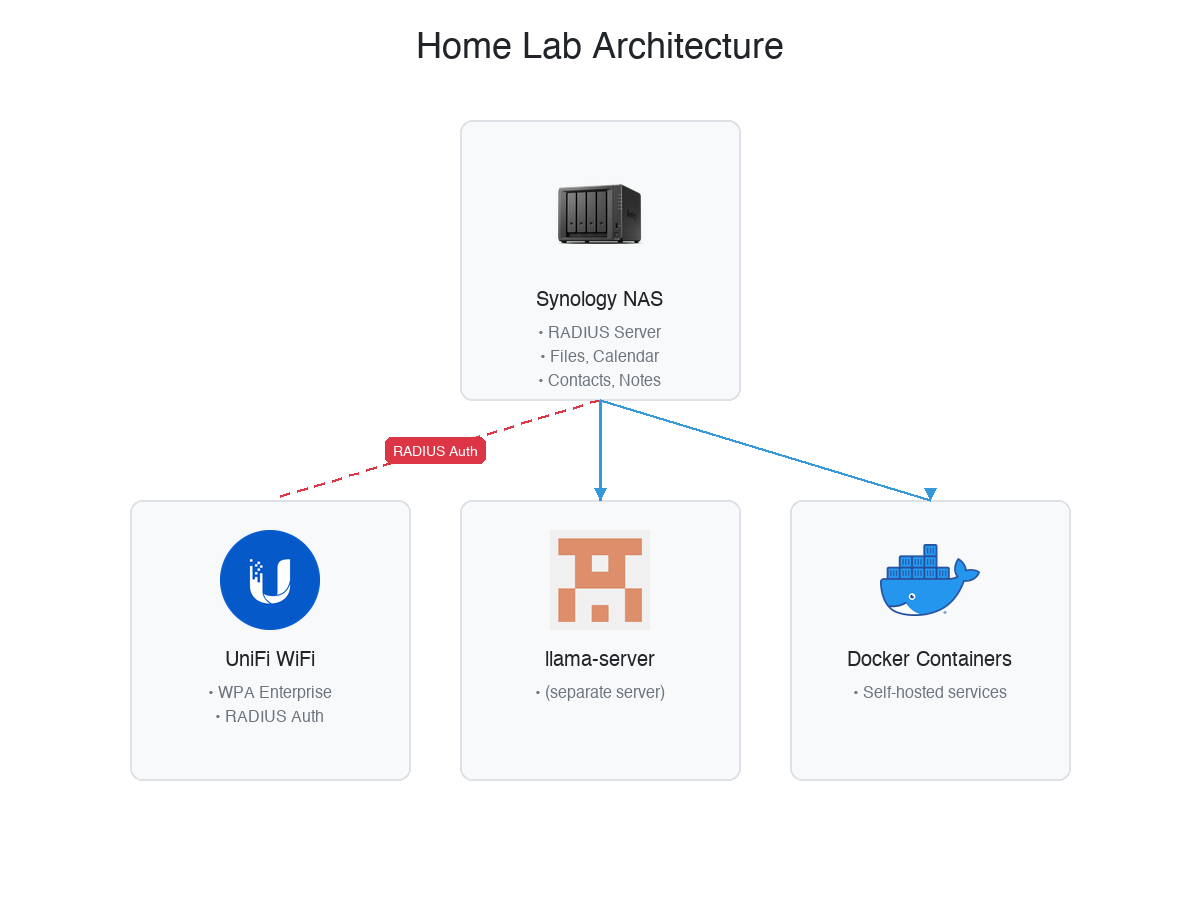 Home Lab Architecture
Synology NAS
• RADIUS Server
• Files, Calendar
• Contacts, Notes
RADIUS Auth
UniFi WiFi
• WPA Enterprise
• RADIUS Auth
llama-server
• (separate server)
Docker Containers
• Self-hosted services